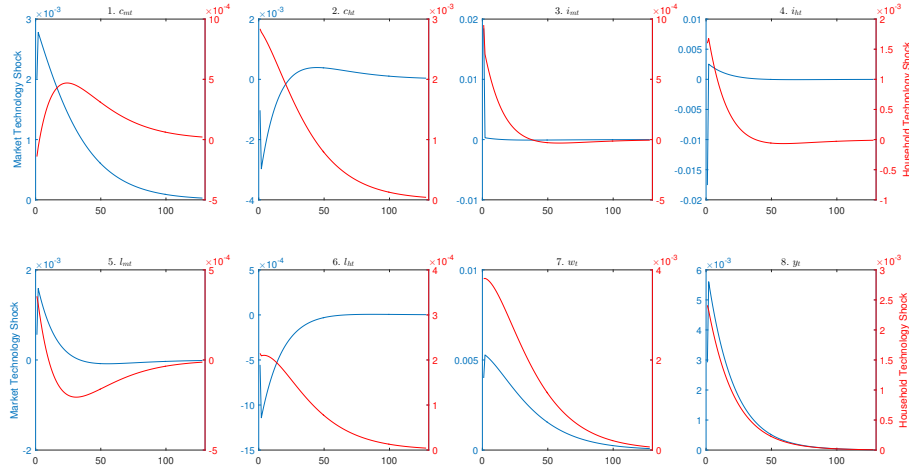 ×10⁻³ 1. c_mt ×10⁻⁴
3 10
2 5
1 0
0 -5
0 50 100
Market Technology Shock
×10⁻³ 2. c_ht ×10⁻³
2 3
0 2
-2 1
-4 0
0 50 100
3. i_mt ×10⁻⁴
0.02 10
0.01 5
0 0
-0.01 -5
0 50 100
4. i_ht ×10⁻³
0.01 2
0.005 1.5
0 1
-0.005 0.5
-0.01 0
-0.015 -0.5
-0.02 -1
0 50 100
Household Technology Shock
×10⁻³ 5. l_mt ×10⁻⁴
2 5
0 0
-2 -5
0 50 100
Market Technology Shock
×10⁻⁴ 6. l_ht ×10⁻⁴
5 4
0 3
-5 2
-10 1
-15 0
0 50 100
7. w_t ×10⁻³
0.01 4
0.005 2
0 0
0 50 100
×10⁻³ 8. y_t ×10⁻³
6 3
5 2.5
4 2
3 1.5
2 1
1 0.5
0 0
0 50 100
Household Technology Shock